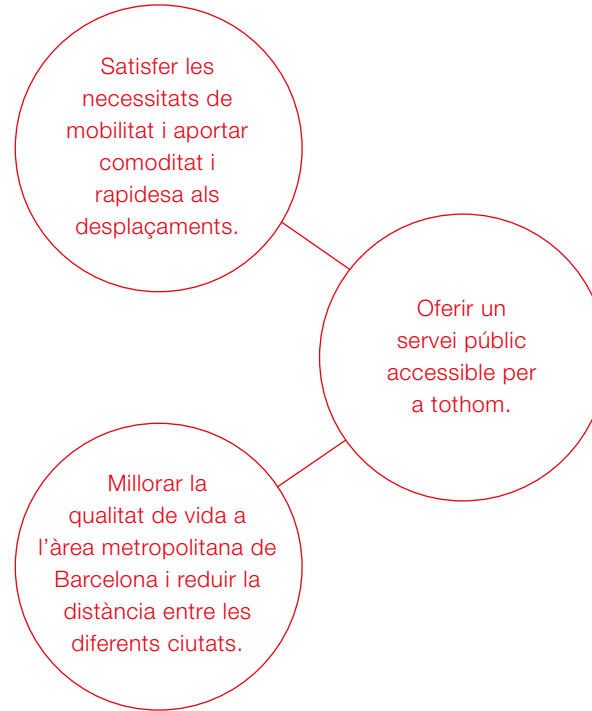 Satisfer les
necessitats de
mobilitat i aportar
comoditat i
rapidesa als
desplaçaments.
Oferir un
servei públic
accessible per
a tothom.
Millorar la
qualitat de vida a
l’àrea metropolitana de
Barcelona i reduir la
distància entre les
diferents ciutats.